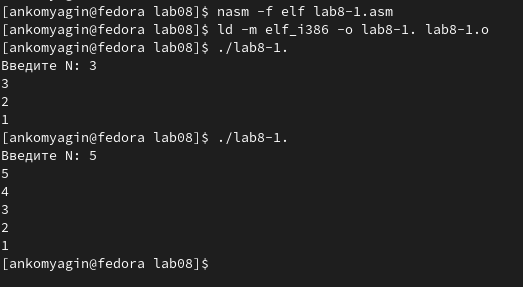 [ankomyagin@fedora lab08]$ nasm -f elf lab8-1.asm
[ankomyagin@fedora lab08]$ ld -m elf_i386 -o lab8-1. lab8-1.o
[ankomyagin@fedora lab08]$ ./lab8-1.
Введите N: 3
3
2
1
[ankomyagin@fedora lab08]$ ./lab8-1.
Введите N: 5
5
4
3
2
1
[ankomyagin@fedora lab08]$